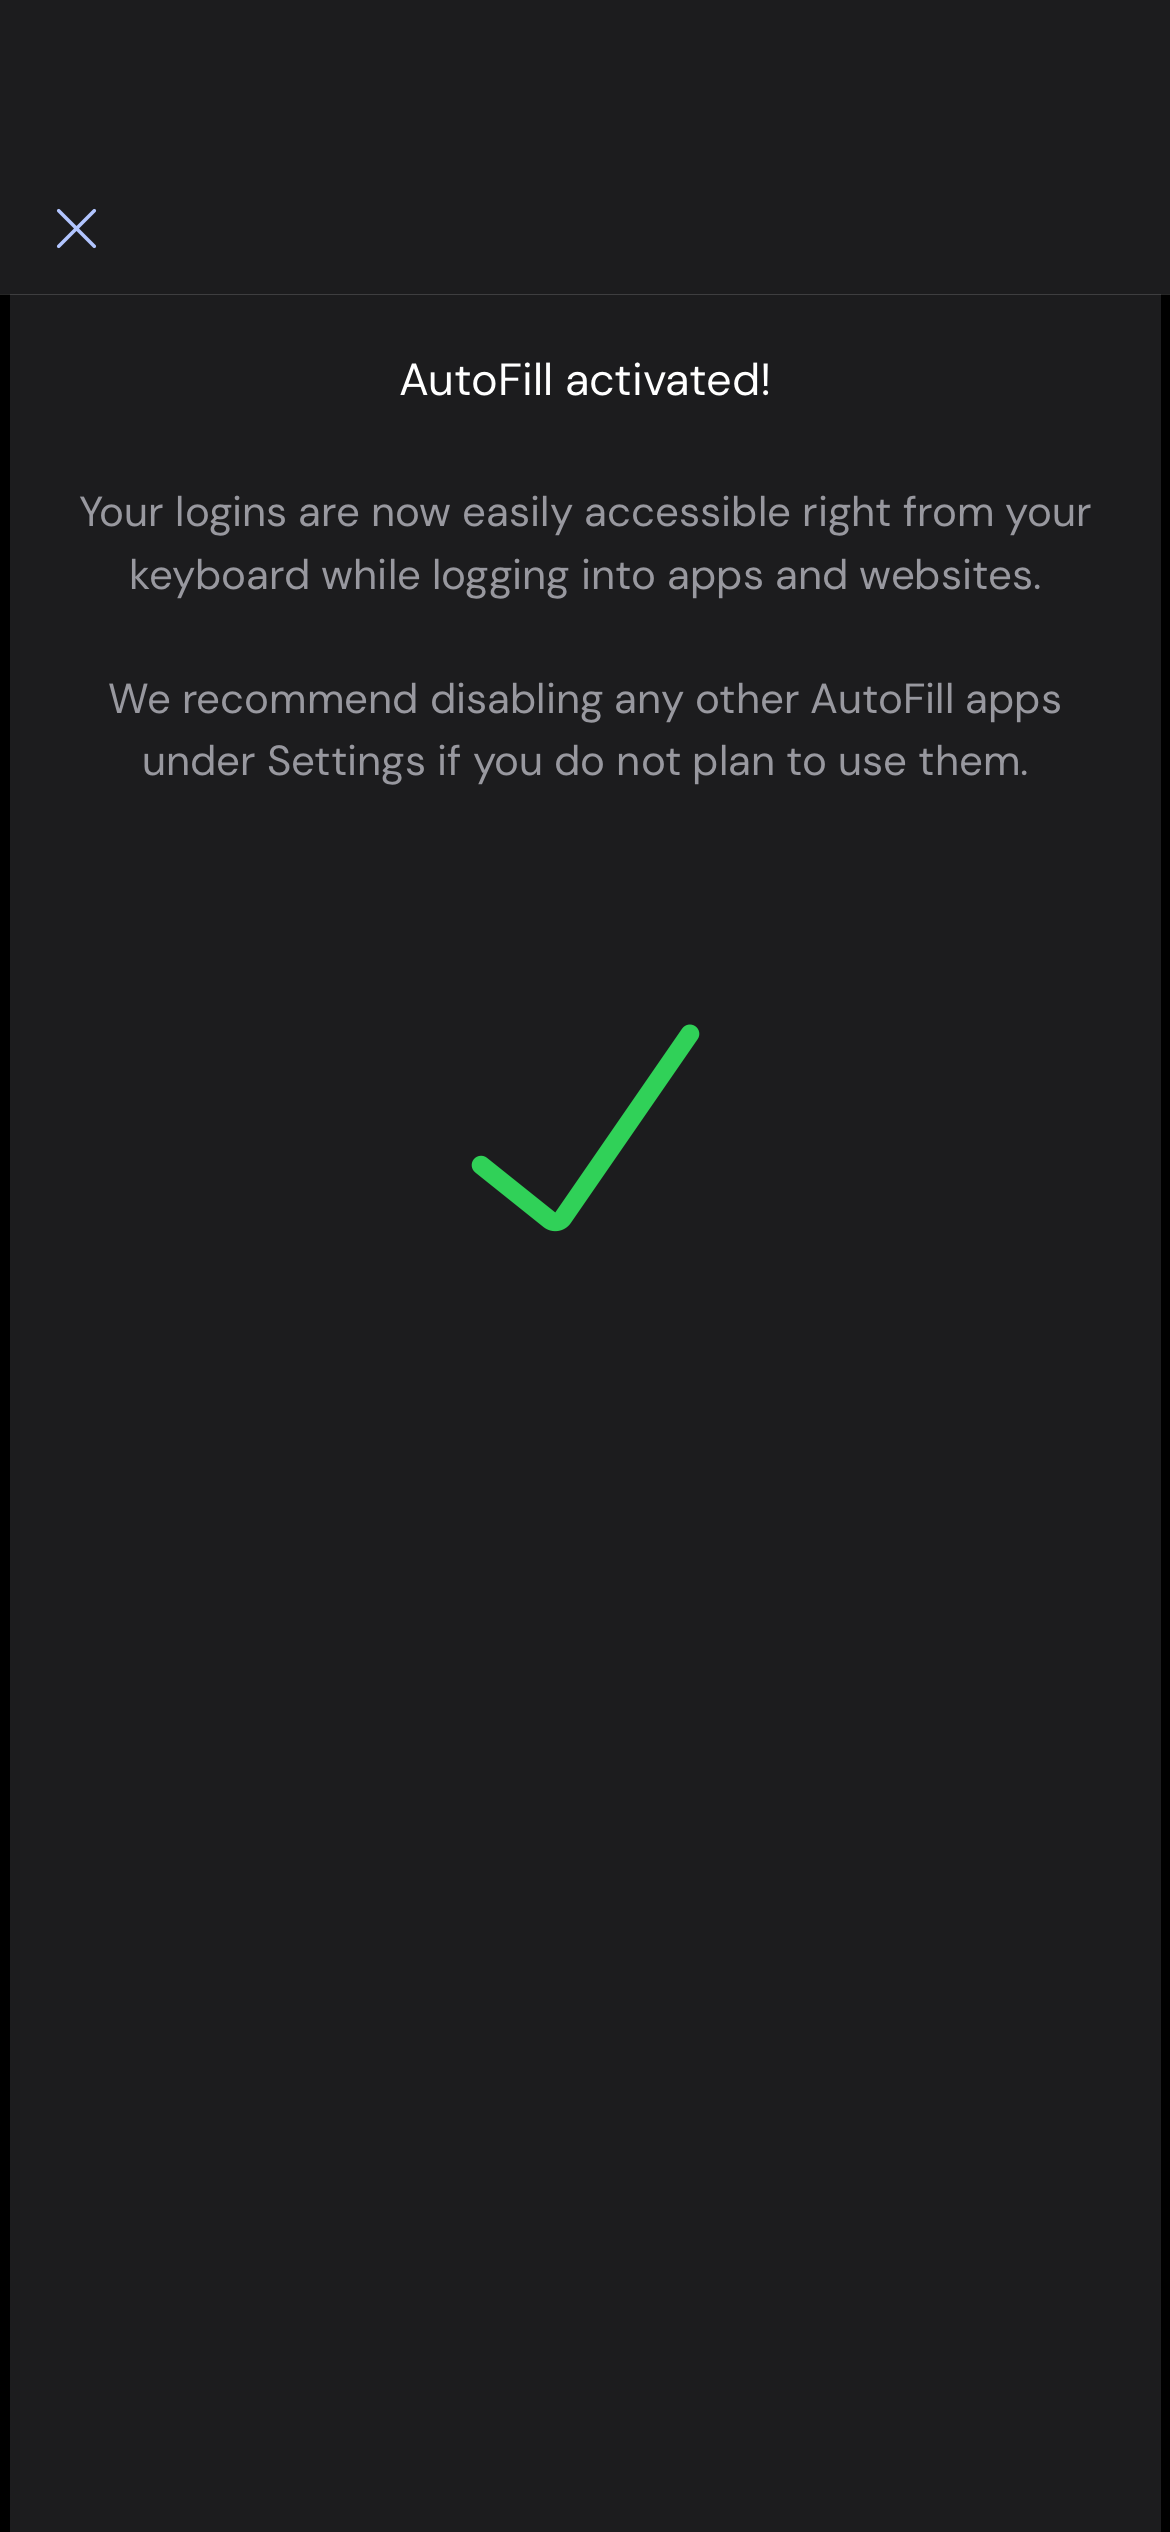 AutoFill activated!
Your logins are now easily accessible right from your
keyboard while logging into apps and websites.
We recommend disabling any other AutoFill apps
under Settings if you do not plan to use them.